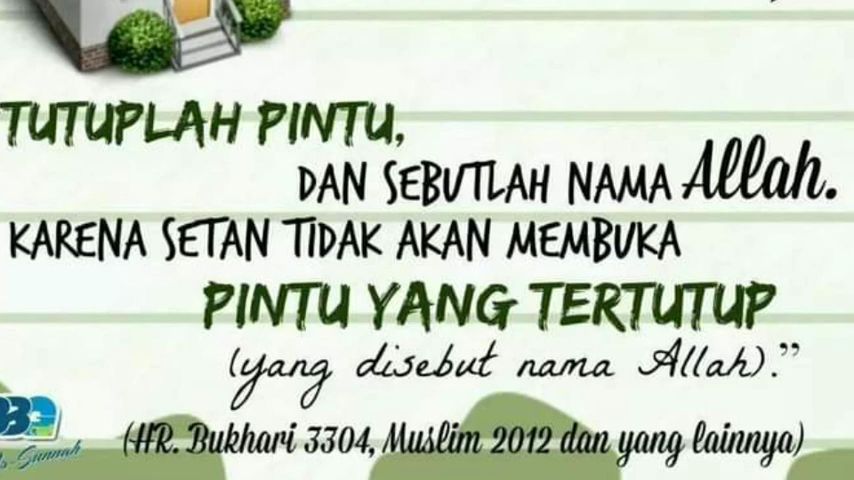 TUTUPLAH PINTU,
DAN SEBUTLAH NAMA Allah.
KARENA SETAN TIDAK AKAN MEMBUKA
PINTU YANG TERTUTUP
(yang disebut nama Allah)."
(HR. Bukhari 3304, Muslim 2012 dan yang lainnya)
-Sunnah